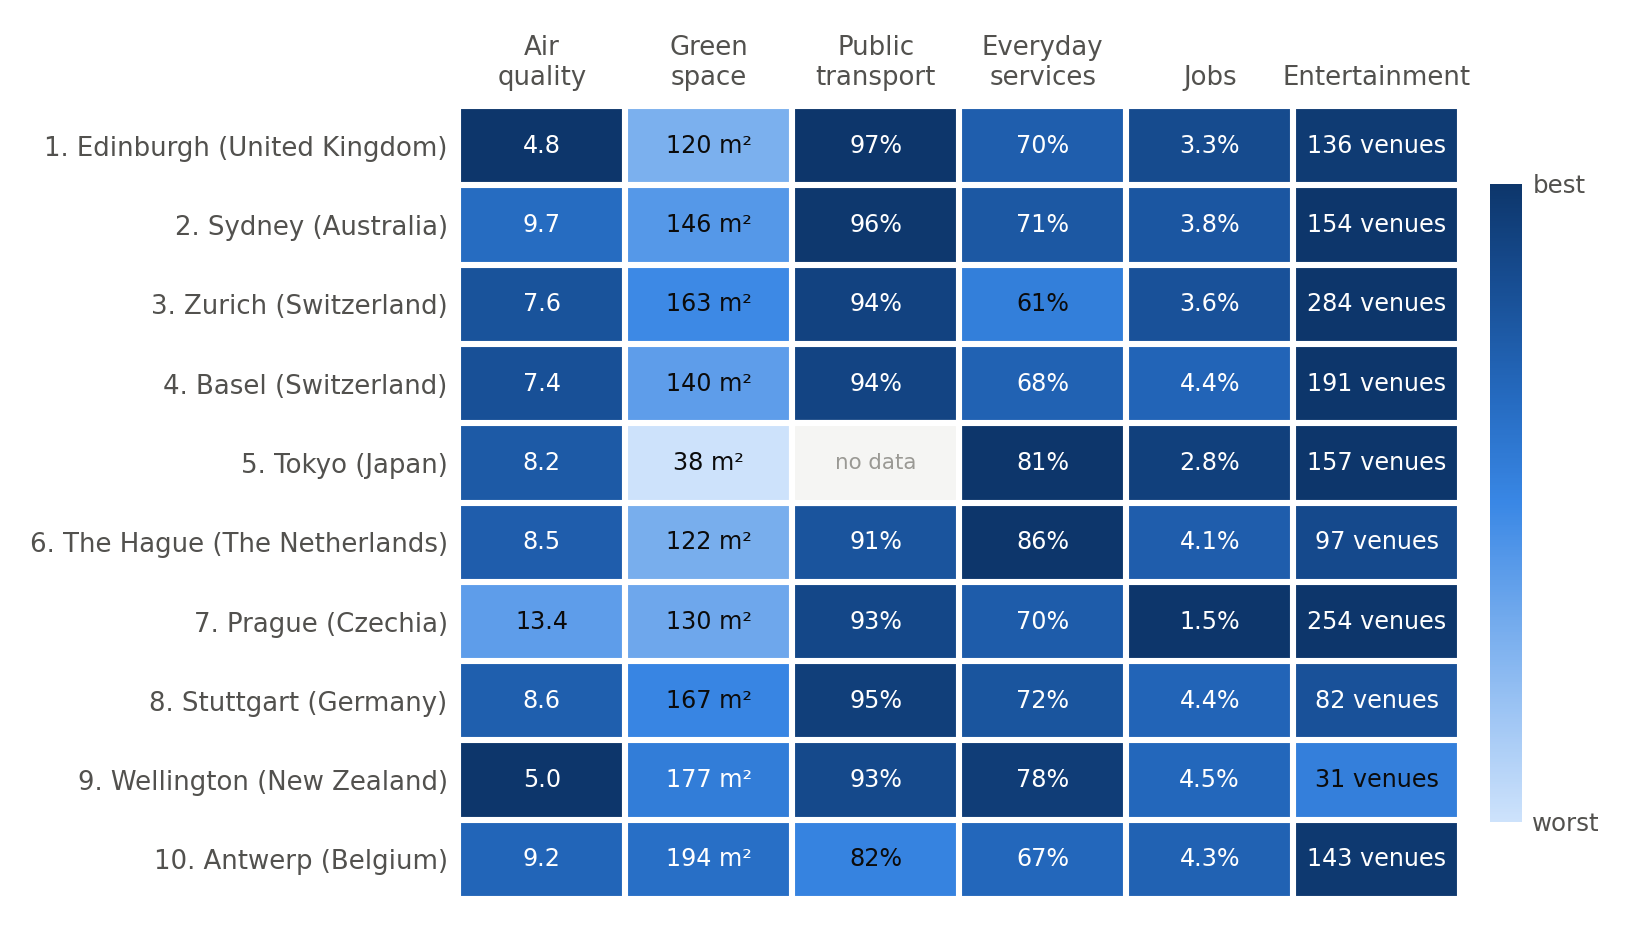 Air
quality
Green
space
Public
transport
Everyday
services
Jobs
Entertainment
1. Edinburgh (United Kingdom) 4.8 120 m² 97% 70% 3.3% 136 venues
2. Sydney (Australia) 9.7 146 m² 96% 71% 3.8% 154 venues
3. Zurich (Switzerland) 7.6 163 m² 94% 61% 3.6% 284 venues
4. Basel (Switzerland) 7.4 140 m² 94% 68% 4.4% 191 venues
5. Tokyo (Japan) 8.2 38 m² no data 81% 2.8% 157 venues
6. The Hague (The Netherlands) 8.5 122 m² 91% 86% 4.1% 97 venues
7. Prague (Czechia) 13.4 130 m² 93% 70% 1.5% 254 venues
8. Stuttgart (Germany) 8.6 167 m² 95% 72% 4.4% 82 venues
9. Wellington (New Zealand) 5.0 177 m² 93% 78% 4.5% 31 venues
10. Antwerp (Belgium) 9.2 194 m² 82% 67% 4.3% 143 venues
best
worst